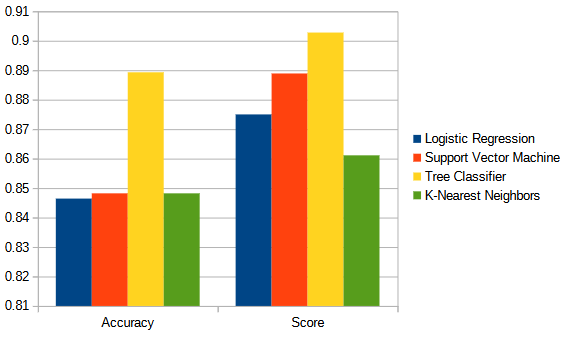 0.91
0.9
0.89
0.88
0.87
0.86
0.85
0.84
0.83
0.82
0.81
Accuracy
Score
Logistic Regression
Support Vector Machine
Tree Classifier
K-Nearest Neighbors